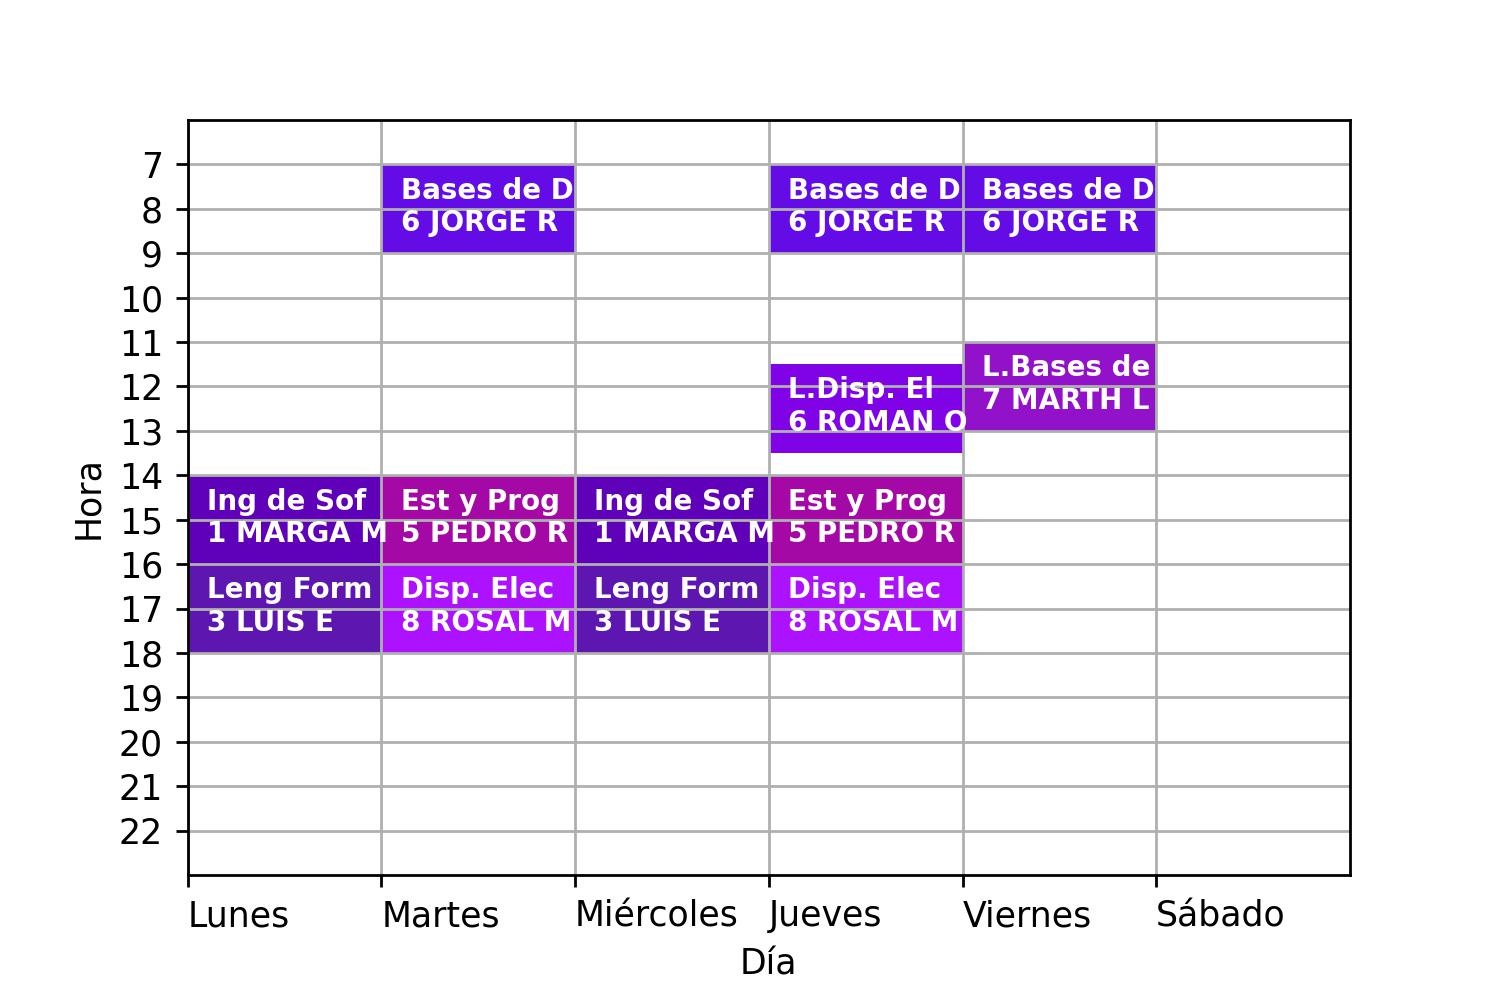 7
8
9
10
11
12
13
14
15
16
17
18
19
20
21
22
Hora
Bases de D
6 JORGE R
Bases de D
6 JORGE R
Bases de D
6 JORGE R
L.Disp. El
6 ROMAN O
L.Bases de
7 MARTH L
Ing de Sof
1 MARGA M
Est y Prog
5 PEDRO R
Ing de Sof
1 MARGA M
Est y Prog
5 PEDRO R
Leng Form
3 LUIS E
Disp. Elec
8 ROSAL M
Leng Form
3 LUIS E
Disp. Elec
8 ROSAL M
Lunes Martes Miércoles Jueves Viernes Sábado
Día